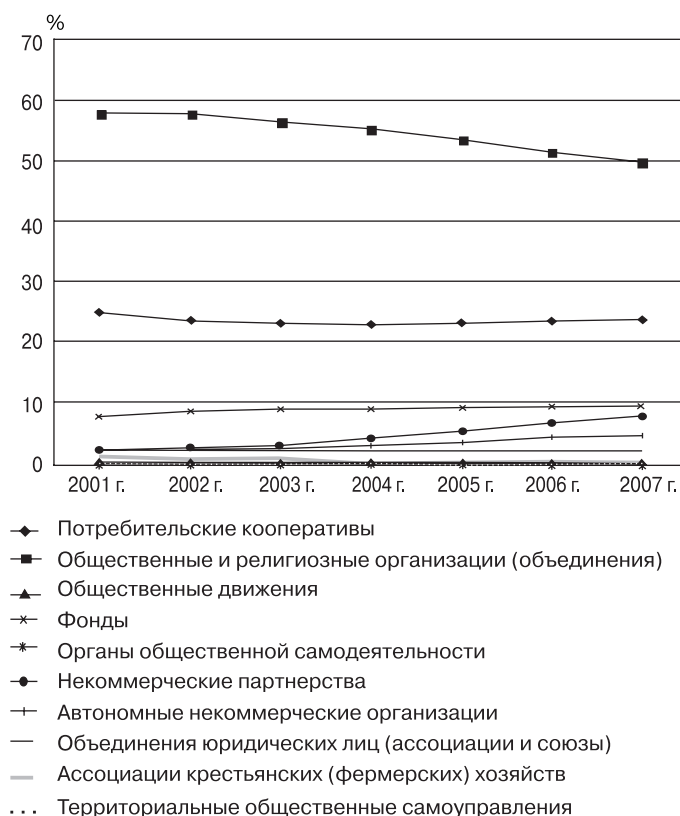 %
70
60
50
40
30
20
10
0
2001 г. 2002 г. 2003 г. 2004 г. 2005 г. 2006 г. 2007 г.
Потребительские кооперативы
Общественные и религиозные организации (объединения)
Общественные движения
Фонды
Органы общественной самодеятельности
Некоммерческие партнерства
Автономные некоммерческие организации
Объединения юридических лиц (ассоциации и союзы)
Ассоциации крестьянских (фермерских) хозяйств
Территориальные общественные самоуправления